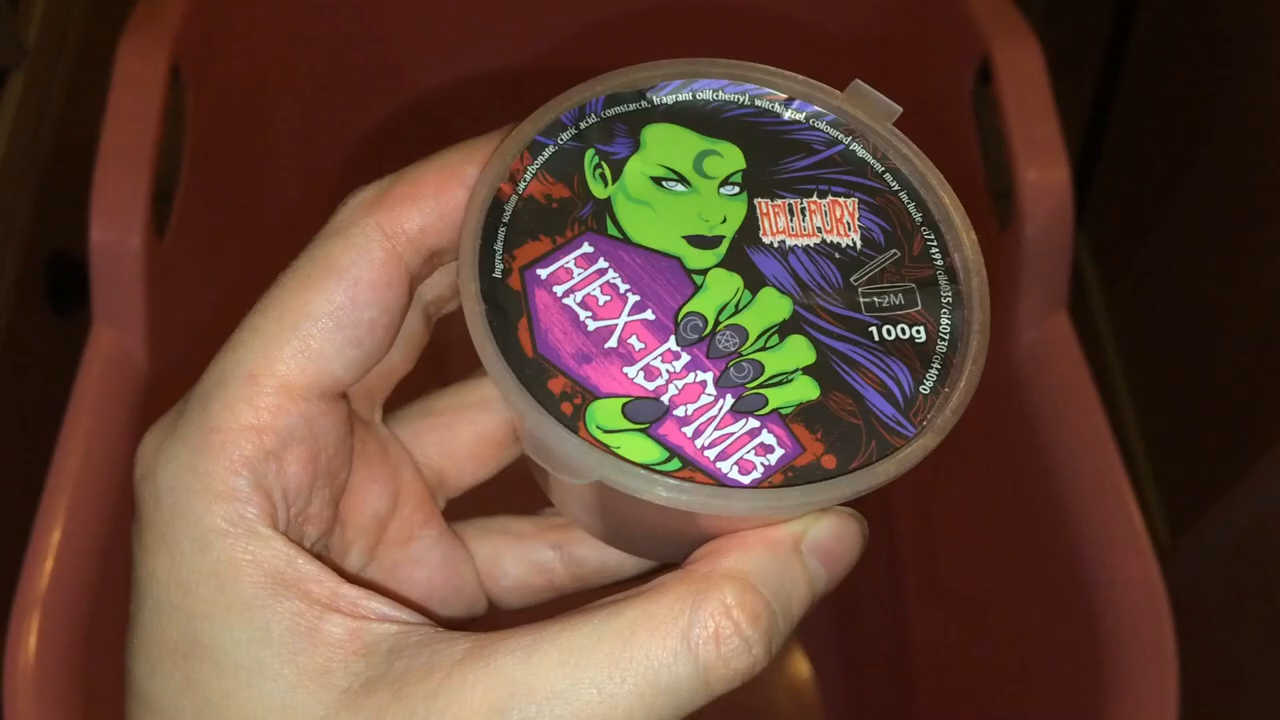 Ingredients: sodium bicarbonate, citric acid. cornstarch, fragrant oil(cherry), witchhazel, coloured pigment may include. ci77499/ci16035/ci60730/ci44090
HELLFURY
HEX-BOMB
12M
100g